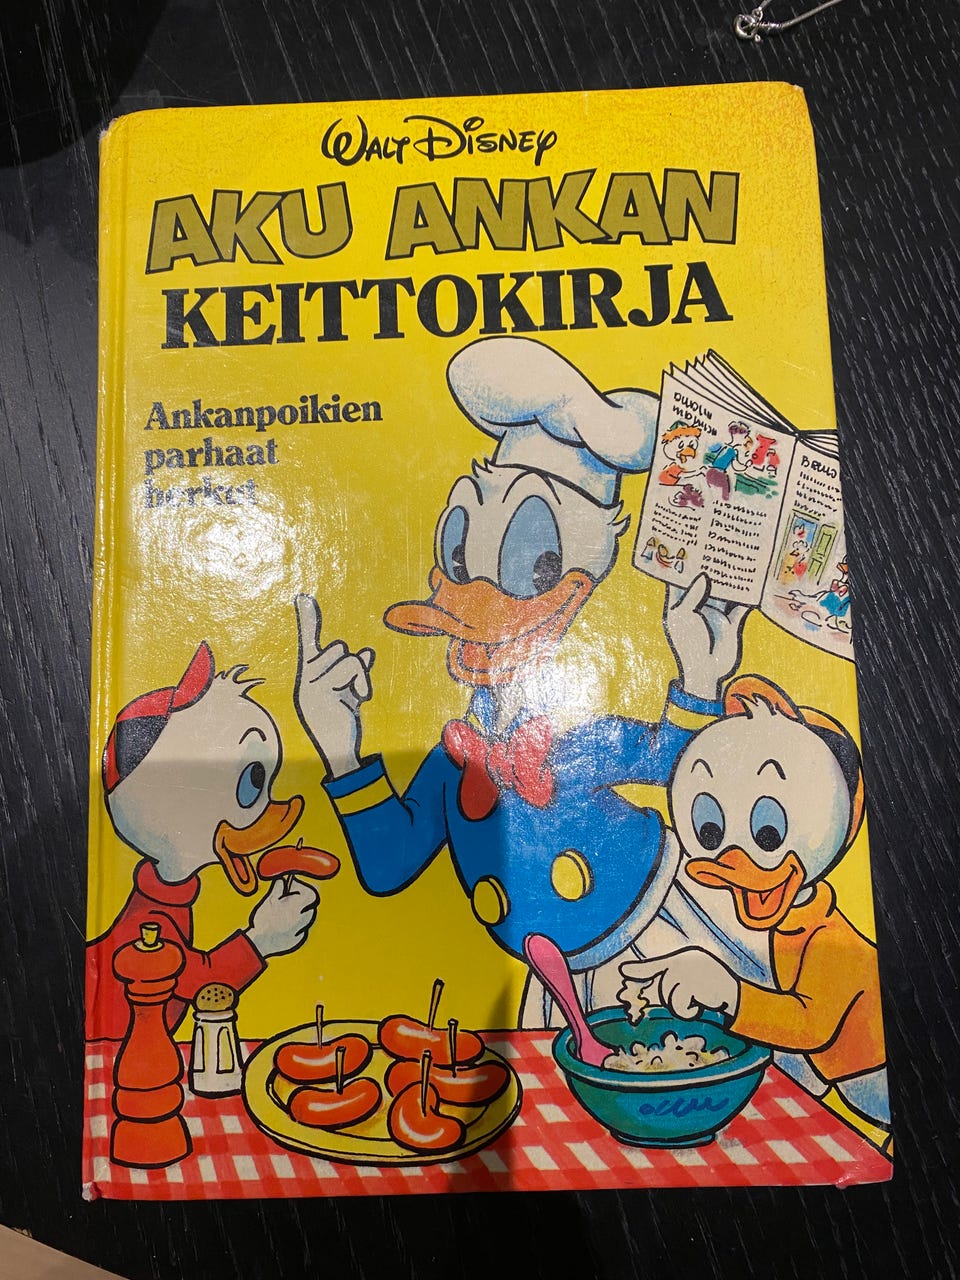 WALT DISNEY
AKU ANKAN
KEITTOKIRJA
Ankanpoikien
parhaat
herkut